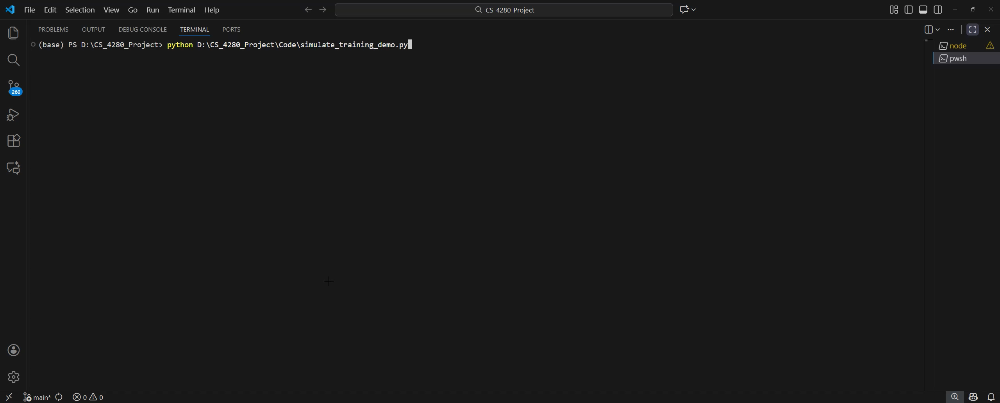 File Edit Selection View Go Run Terminal Help
CS_4280_Project
PROBLEMS OUTPUT DEBUG CONSOLE TERMINAL PORTS
(base) PS D:\CS_4280_Project> python D:\CS_4280_Project\Code\simulate_training_demo.py
node
pwsh
260
main* 0 0